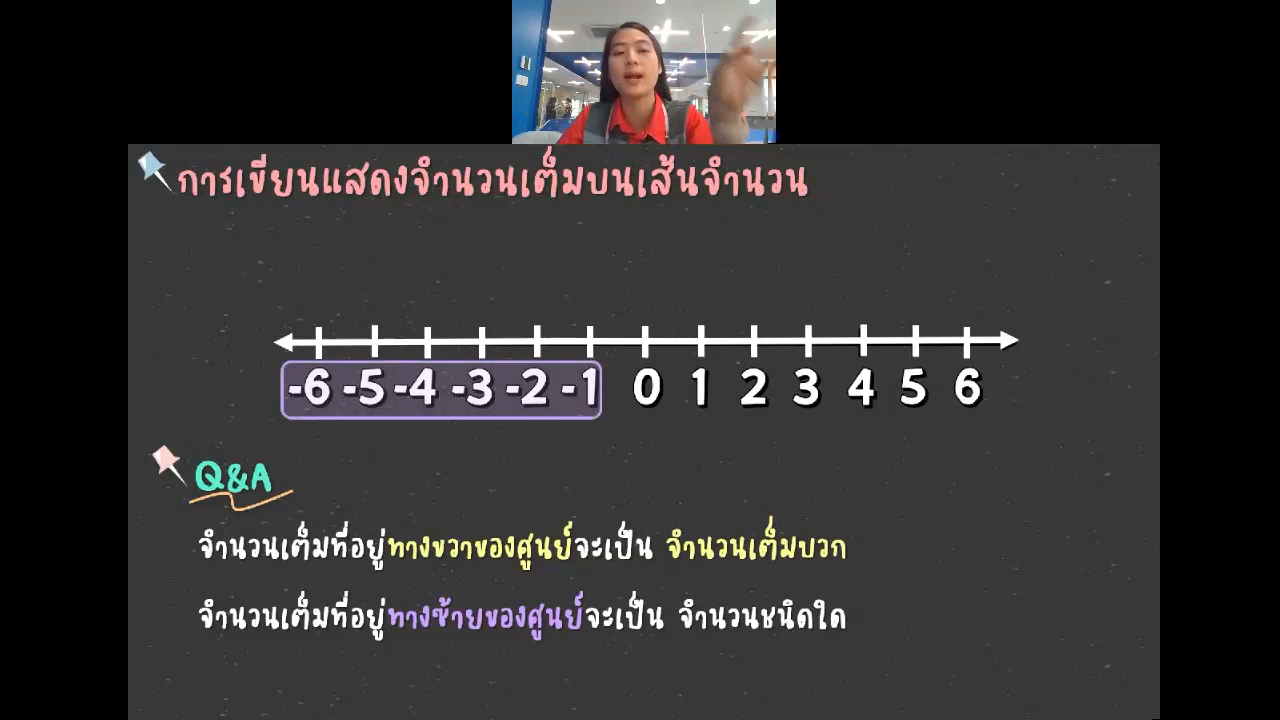 การเขียนแสดงจำนวนเต็มบนเส้นจำนวน
-6 -5 -4 -3 -2 -1 0 1 2 3 4 5 6
Q&A
จำนวนเต็มที่อยู่ทางขวาของศูนย์จะเป็น จำนวนเต็มบวก
จำนวนเต็มที่อยู่ทางซ้ายของศูนย์จะเป็น จำนวนชนิดใด